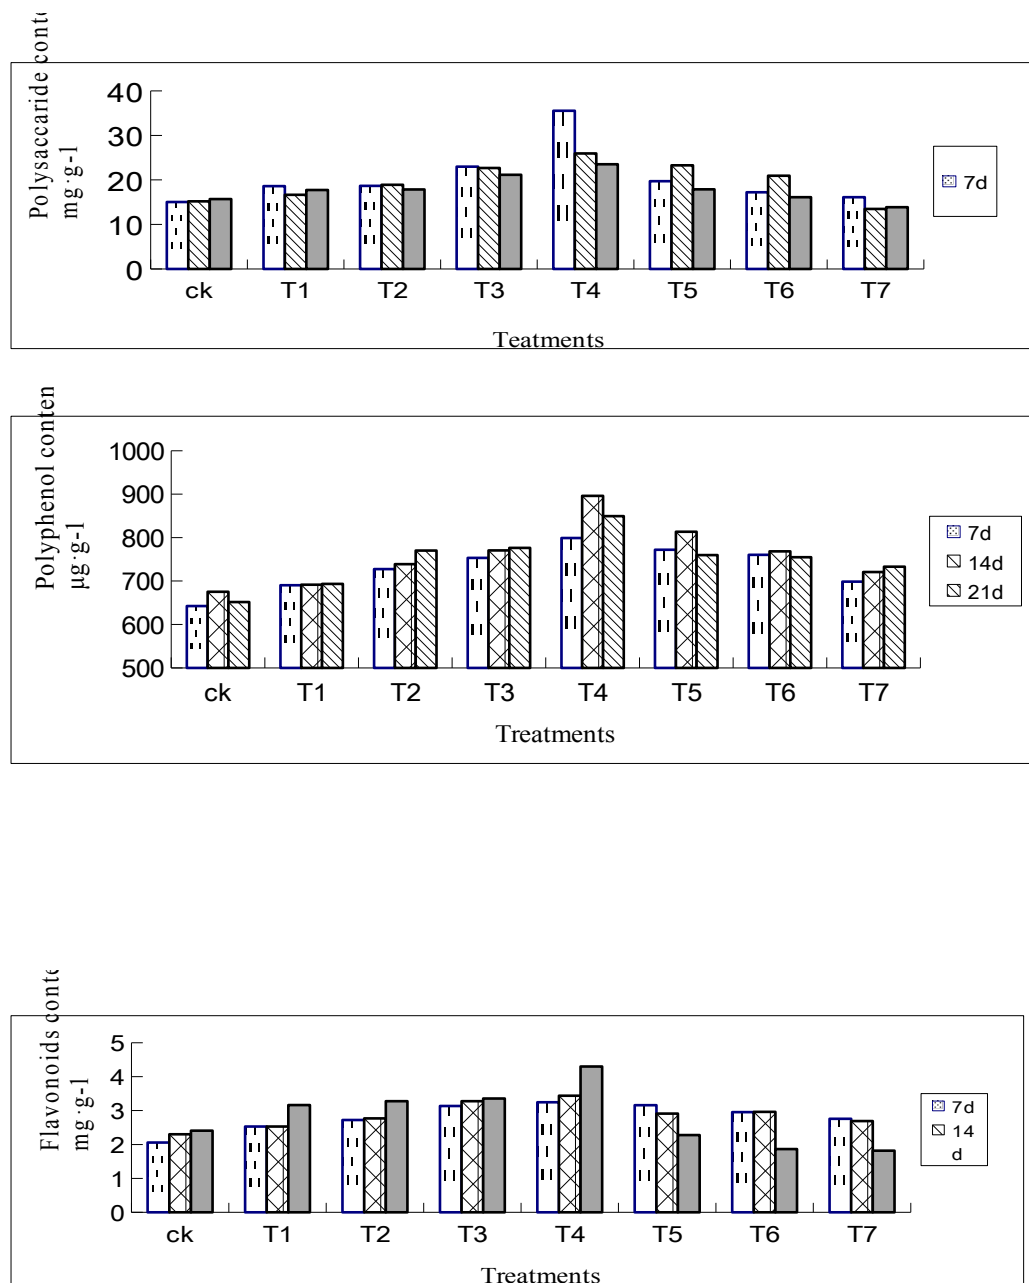 Polysaccaride conte
mg·g-1
40
30
20
10
0
ck T1 T2 T3 T4 T5 T6 T7
Teatments
7d
Polyphenol conten
µg·g-1
1000
900
800
700
600
500
ck T1 T2 T3 T4 T5 T6 T7
Treatments
7d
14d
21d
Flavonoids conte
mg·g-1
5
4
3
2
1
0
ck T1 T2 T3 T4 T5 T6 T7
Treatments
7d
14
d